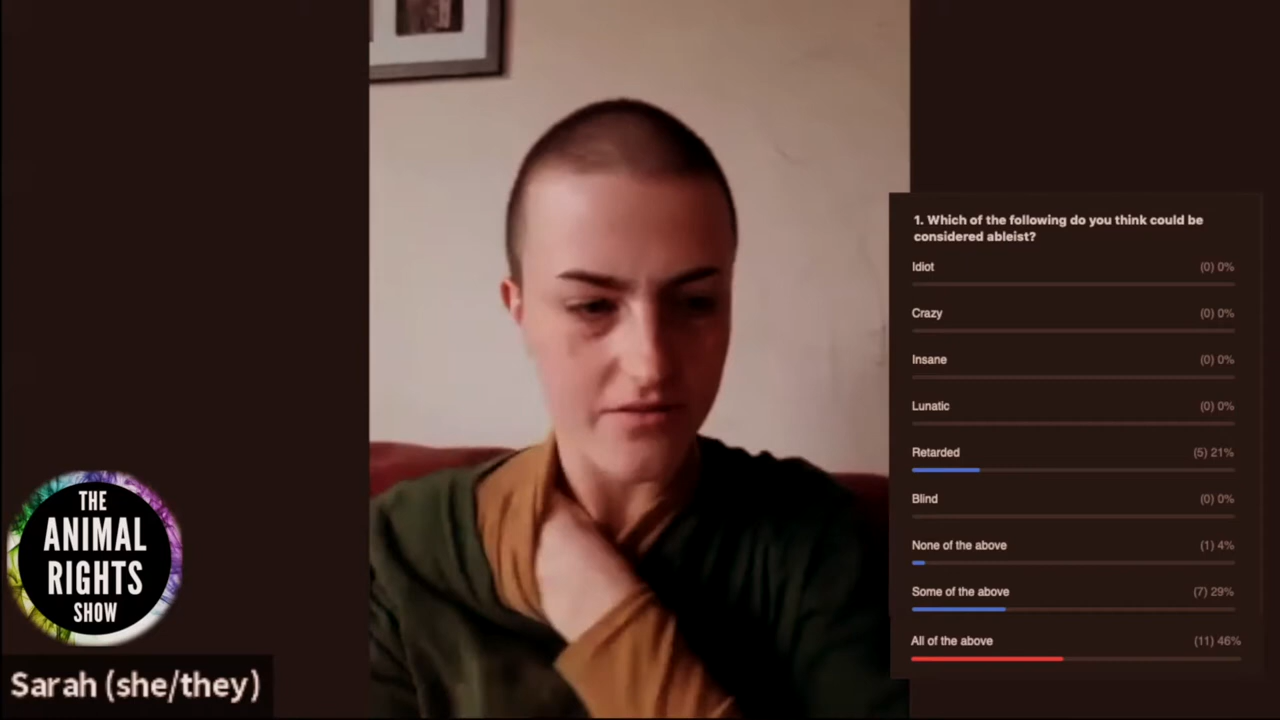 THE
ANIMAL
RIGHTS
SHOW
Sarah (she/they)
1. Which of the following do you think could be
considered ableist?
Idiot (0) 0%
Crazy (0) 0%
Insane (0) 0%
Lunatic (0) 0%
Retarded (5) 21%
Blind (0) 0%
None of the above (1) 4%
Some of the above (7) 29%
All of the above (11) 46%